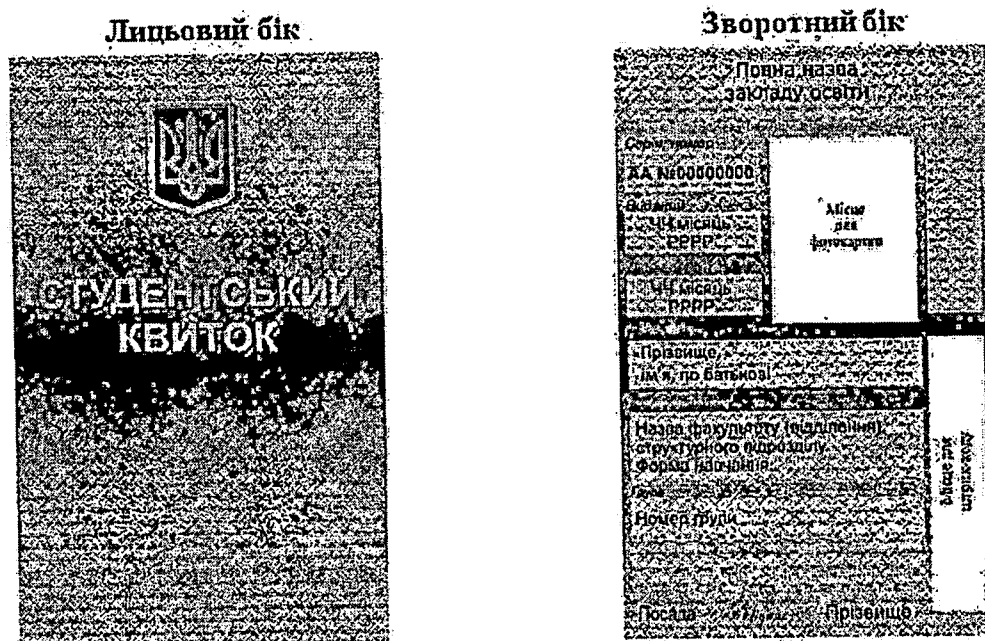 Лицьовий бік
СТУДЕНТСЬКИЙ
КВИТОК
Зворотний бік
Повна назва
закладу освіти
Серія, номер
АА №00000000
ЧЧ місяць
РРРР
ЧЧ місяць
РРРР
Місце
для
фотокартки
Прізвище,
ім'я, по батькові
Назва факультету (відділення),
структурного підрозділу
Форма навчання
Номер групи
Місце для
штрихкоду
Посада
Прізвище